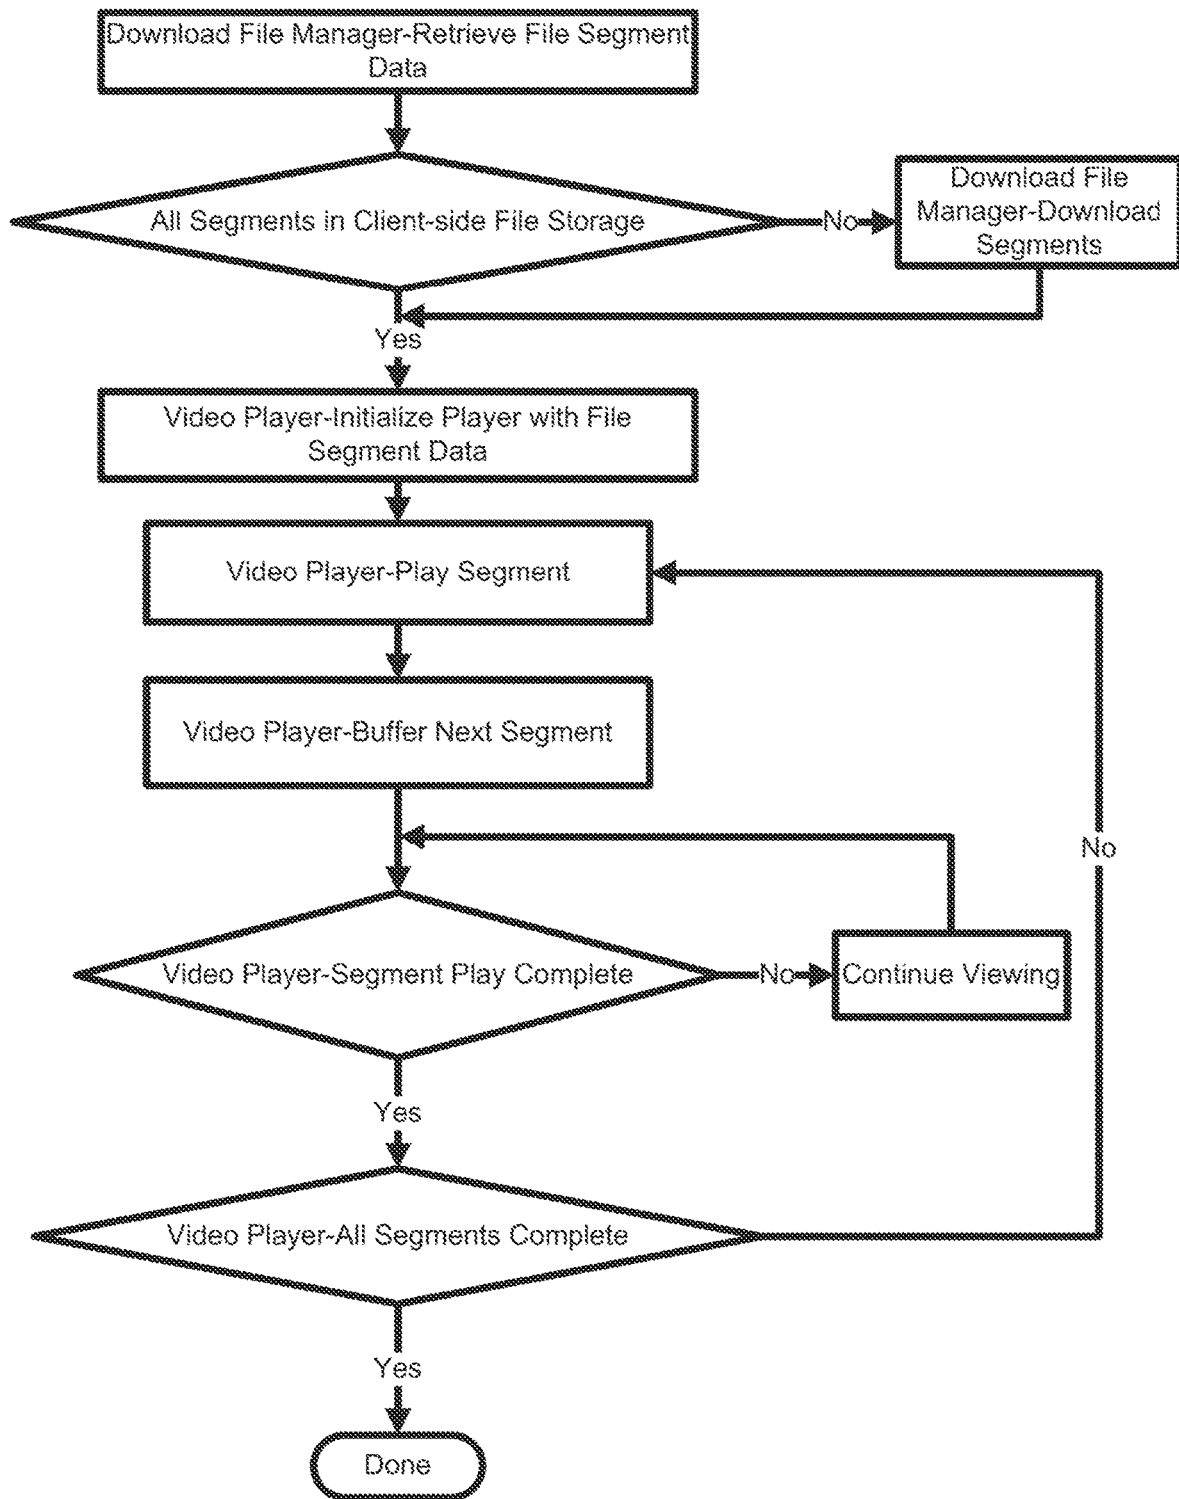 Download File Manager-Retrieve File Segment
Data
All Segments in Client-side File Storage
No
Download File
Manager-Download
Segments
Yes
Video Player-Initialize Player with File
Segment Data
Video Player-Play Segment
Video Player-Buffer Next Segment
No
Video Player-Segment Play Complete
No
Continue Viewing
Yes
Video Player-All Segments Complete
Yes
Done